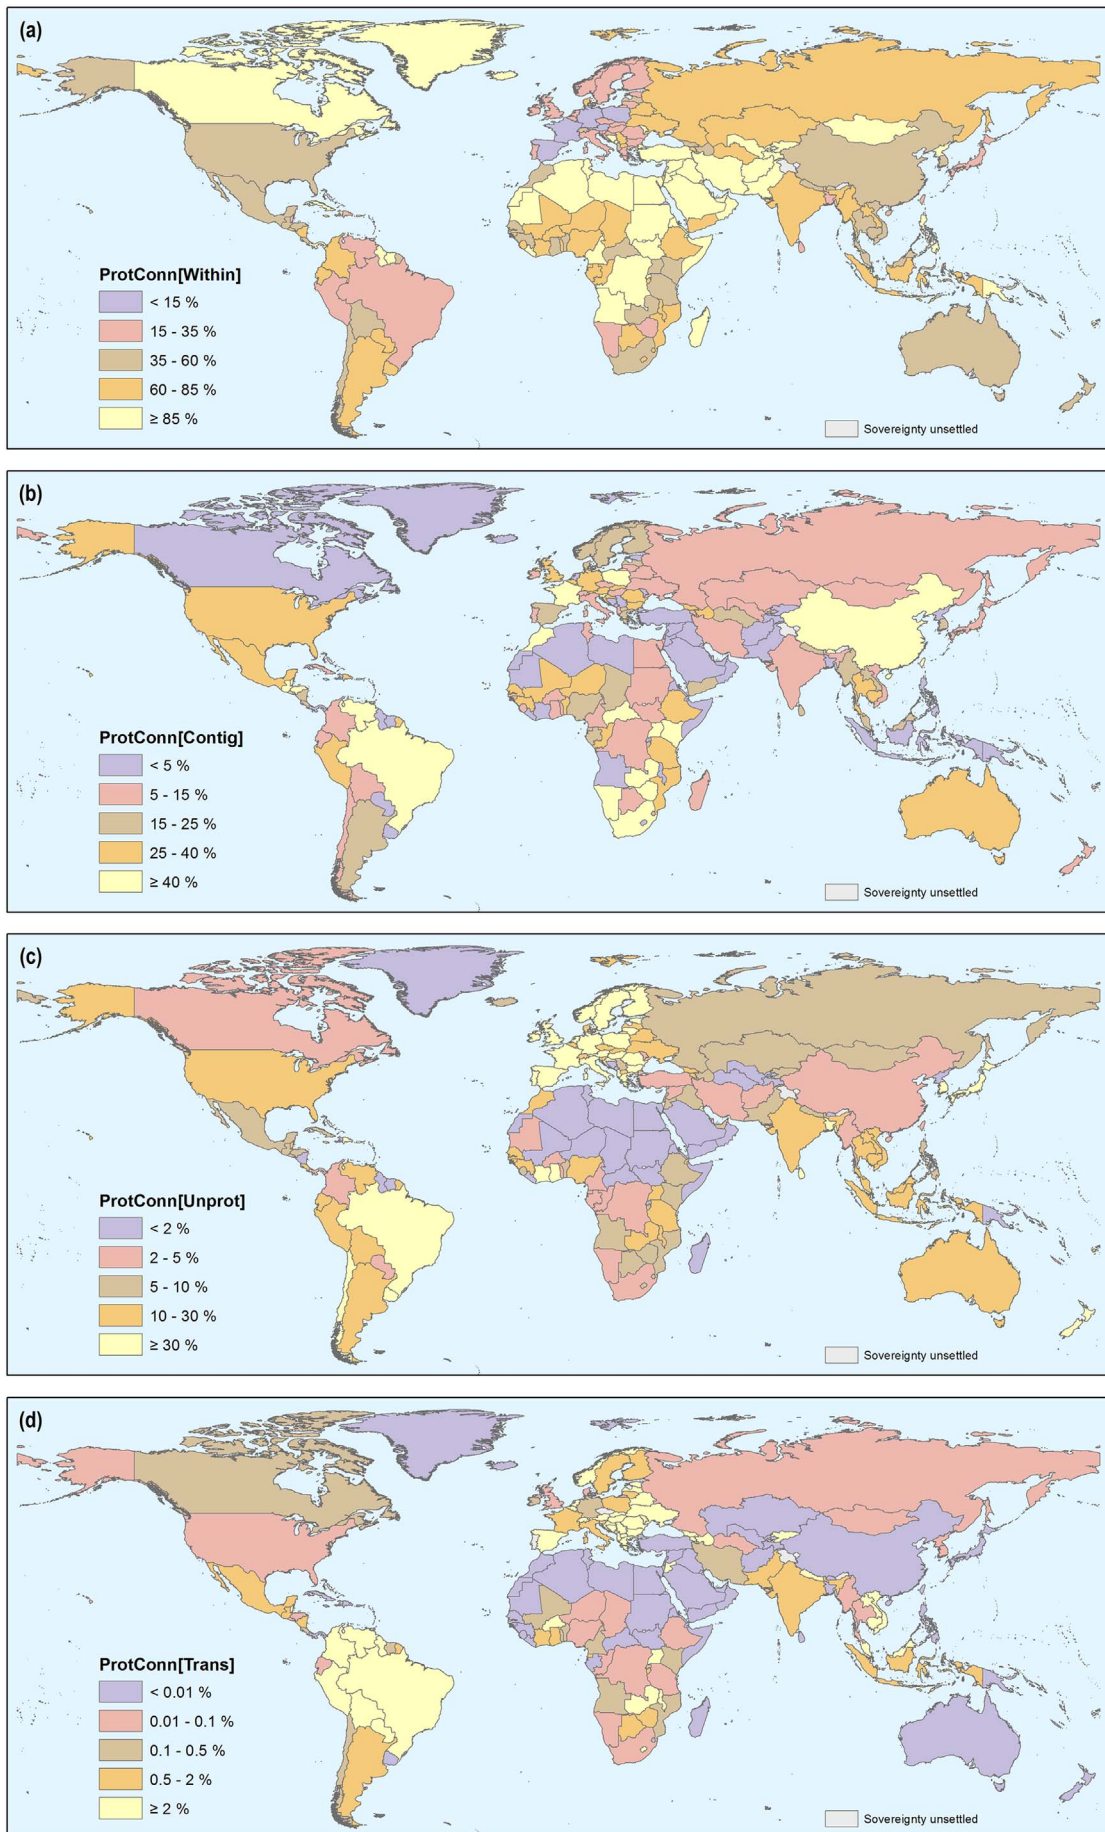 (a)
ProtConn[Within]
< 15 %
15 - 35 %
35 - 60 %
60 - 85 %
≥ 85 %
Sovereignty unsettled
(b)
ProtConn[Contig]
< 5 %
5 - 15 %
15 - 25 %
25 - 40 %
≥ 40 %
Sovereignty unsettled
(c)
ProtConn[Unprot]
< 2 %
2 - 5 %
5 - 10 %
10 - 30 %
≥ 30 %
Sovereignty unsettled
(d)
ProtConn[Trans]
< 0.01 %
0.01 - 0.1 %
0.1 - 0.5 %
0.5 - 2 %
≥ 2 %
Sovereignty unsettled